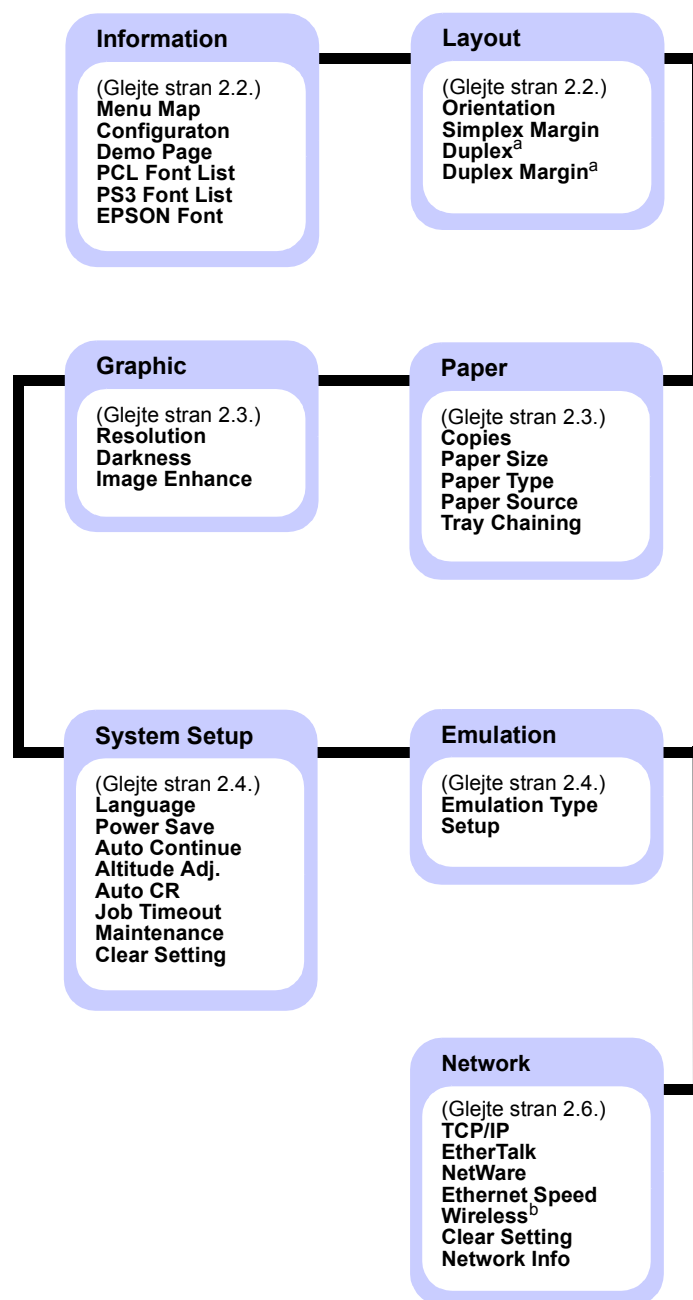 Information
(Glejte stran 2.2.)
Menu Map
Configuraton
Demo Page
PCL Font List
PS3 Font List
EPSON Font
Layout
(Glejte stran 2.2.)
Orientation
Simplex Margin
Duplexa
Duplex Margina
Graphic
(Glejte stran 2.3.)
Resolution
Darkness
Image Enhance
Paper
(Glejte stran 2.3.)
Copies
Paper Size
Paper Type
Paper Source
Tray Chaining
System Setup
(Glejte stran 2.4.)
Language
Power Save
Auto Continue
Altitude Adj.
Auto CR
Job Timeout
Maintenance
Clear Setting
Emulation
(Glejte stran 2.4.)
Emulation Type
Setup
Network
(Glejte stran 2.6.)
TCP/IP
EtherTalk
NetWare
Ethernet Speed
Wirelessb
Clear Setting
Network Info